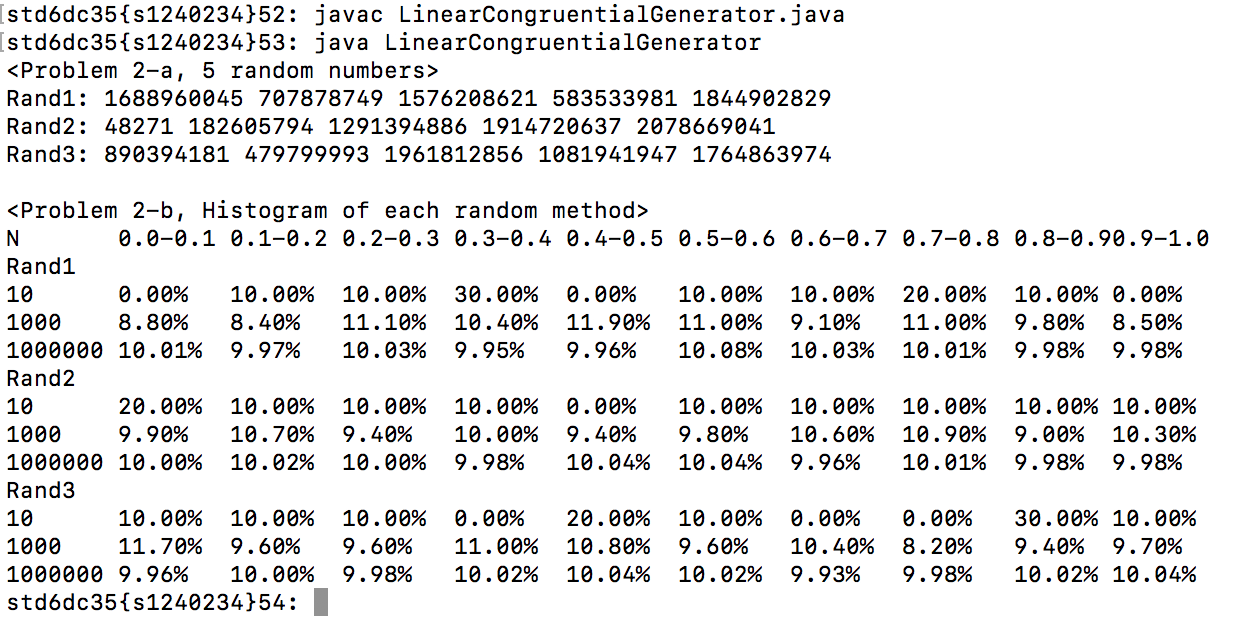 [std6dc35{s1240234}52: javac LinearCongruentialGenerator.java
[std6dc35{s1240234}53: java LinearCongruentialGenerator
<Problem 2-a, 5 random numbers>
Rand1: 1688960045 707878749 1576208621 583533981 1844902829
Rand2: 48271 182605794 1291394886 1914720637 2078669041
Rand3: 890394181 479799993 1961812856 1081941947 1764863974

<Problem 2-b, Histogram of each random method>
N       0.0-0.1 0.1-0.2 0.2-0.3 0.3-0.4 0.4-0.5 0.5-0.6 0.6-0.7 0.7-0.8 0.8-0.90.9-1.0
Rand1
10      0.00%   10.00%  10.00%  30.00%  0.00%   10.00%  10.00%  20.00%  10.00% 0.00%
1000    8.80%   8.40%   11.10%  10.40%  11.90%  11.00%  9.10%   11.00%  9.80%  8.50%
1000000 10.01%  9.97%   10.03%  9.95%   9.96%   10.08%  10.03%  10.01%  9.98%  9.98%
Rand2
10      20.00%  10.00%  10.00%  10.00%  0.00%   10.00%  10.00%  10.00%  10.00% 10.00%
1000    9.90%   10.70%  9.40%   10.00%  9.40%   9.80%   10.60%  10.90%  9.00%  10.30%
1000000 10.00%  10.02%  10.00%  9.98%   10.04%  10.04%  9.96%   10.01%  9.98%  9.98%
Rand3
10      10.00%  10.00%  10.00%  0.00%   20.00%  10.00%  0.00%   0.00%   30.00% 10.00%
1000    11.70%  9.60%   9.60%   11.00%  10.80%  9.60%   10.40%  8.20%   9.40%  9.70%
1000000 9.96%   10.00%  9.98%   10.02%  10.04%  10.02%  9.93%   9.98%   10.02% 10.04%
std6dc35{s1240234}54: